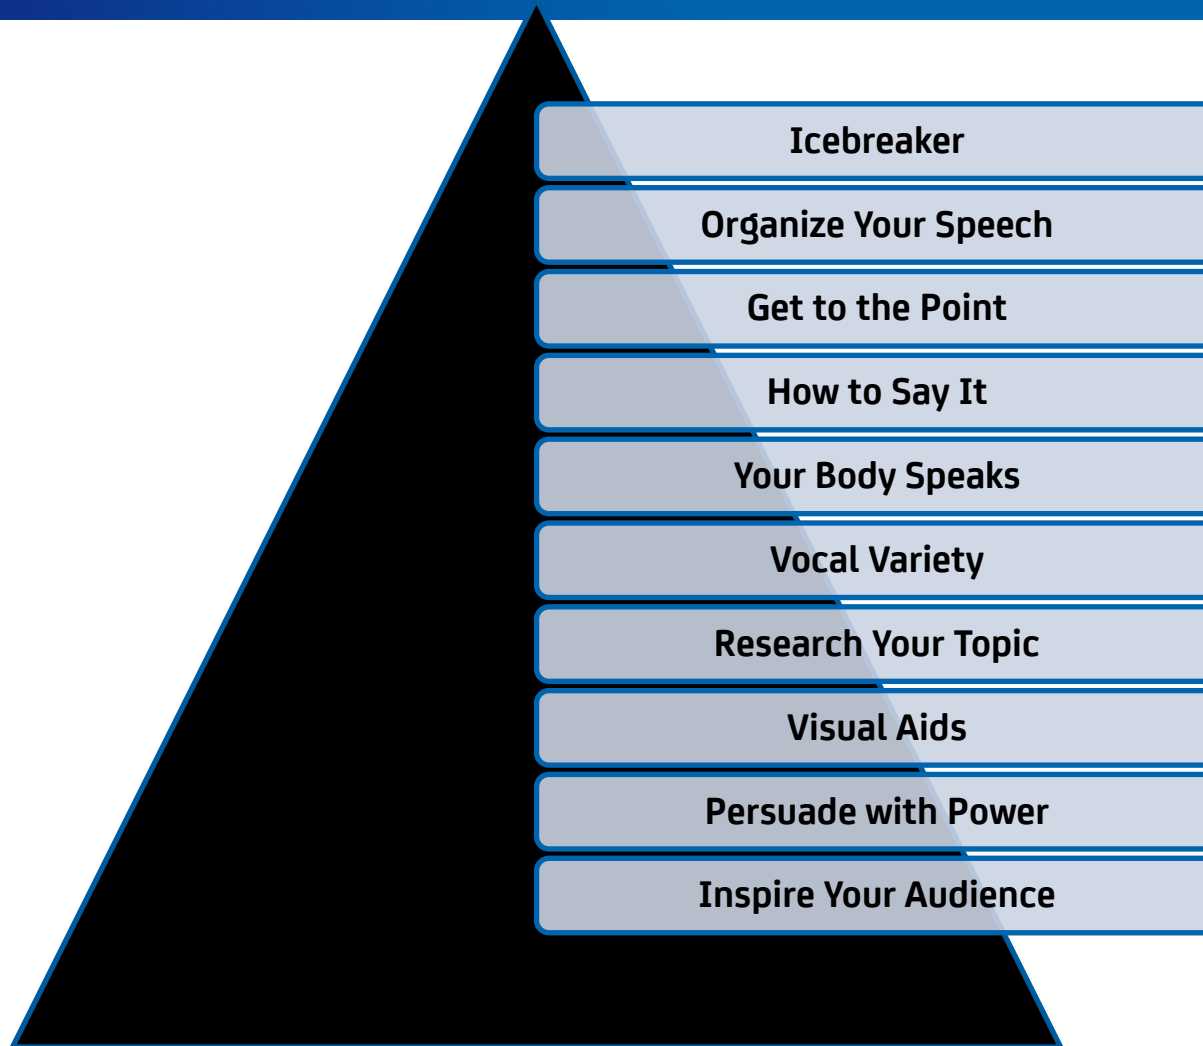 Icebreaker
Organize Your Speech
Get to the Point
How to Say It
Your Body Speaks
Vocal Variety
Research Your Topic
Visual Aids
Persuade with Power
Inspire Your Audience